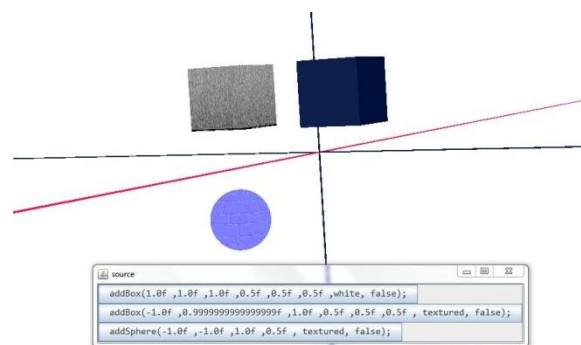 source
addBox(1.0f ,1.0f ,1.0f ,0.5f ,0.5f ,0.5f ,white, false);
addBox(-1.0f ,0.9999999999999999f ,1.0f ,0.5f ,0.5f ,0.5f , textured, false);
addSphere(-1.0f ,-1.0f ,1.0f ,0.5f , textured, false);